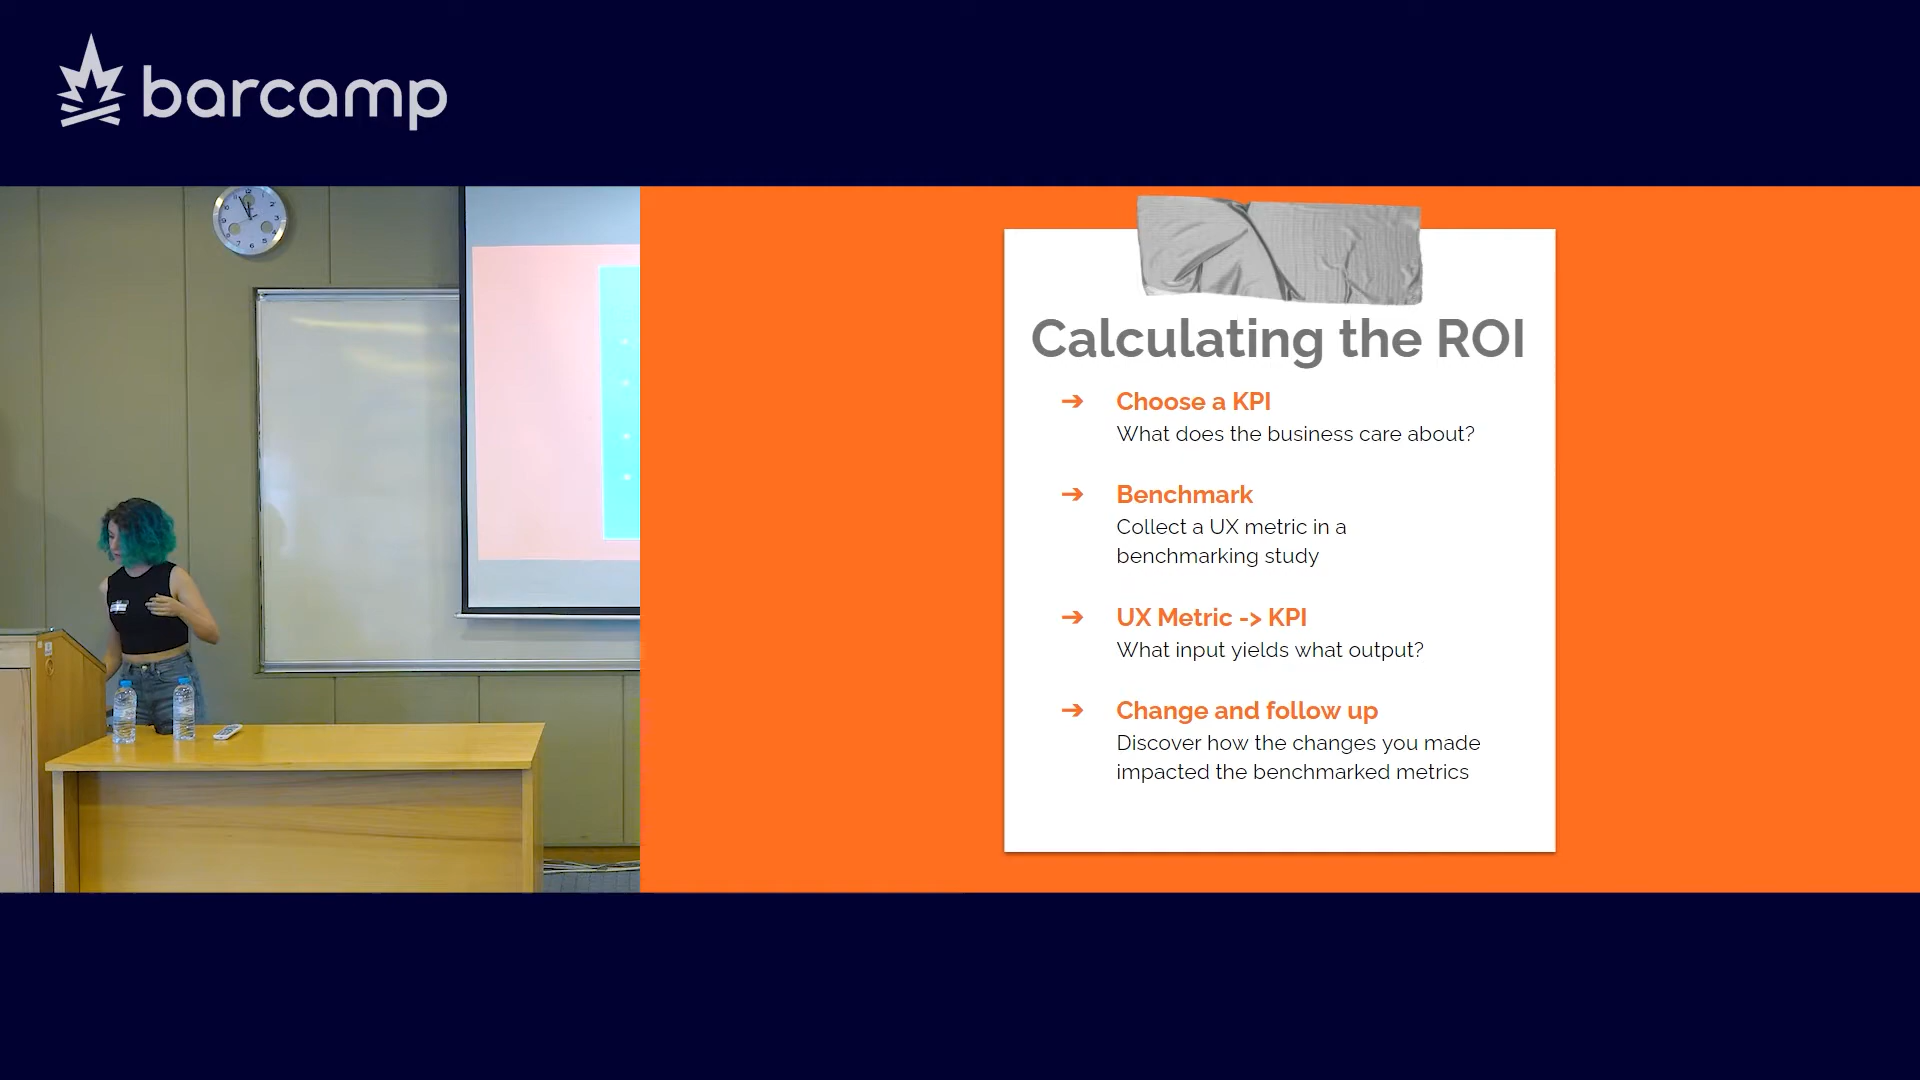 barcamp
Calculating the ROI
➔ Choose a KPI
What does the business care about?
➔ Benchmark
Collect a UX metric in a
benchmarking study
➔ UX Metric -> KPI
What input yields what output?
➔ Change and follow up
Discover how the changes you made
impacted the benchmarked metrics